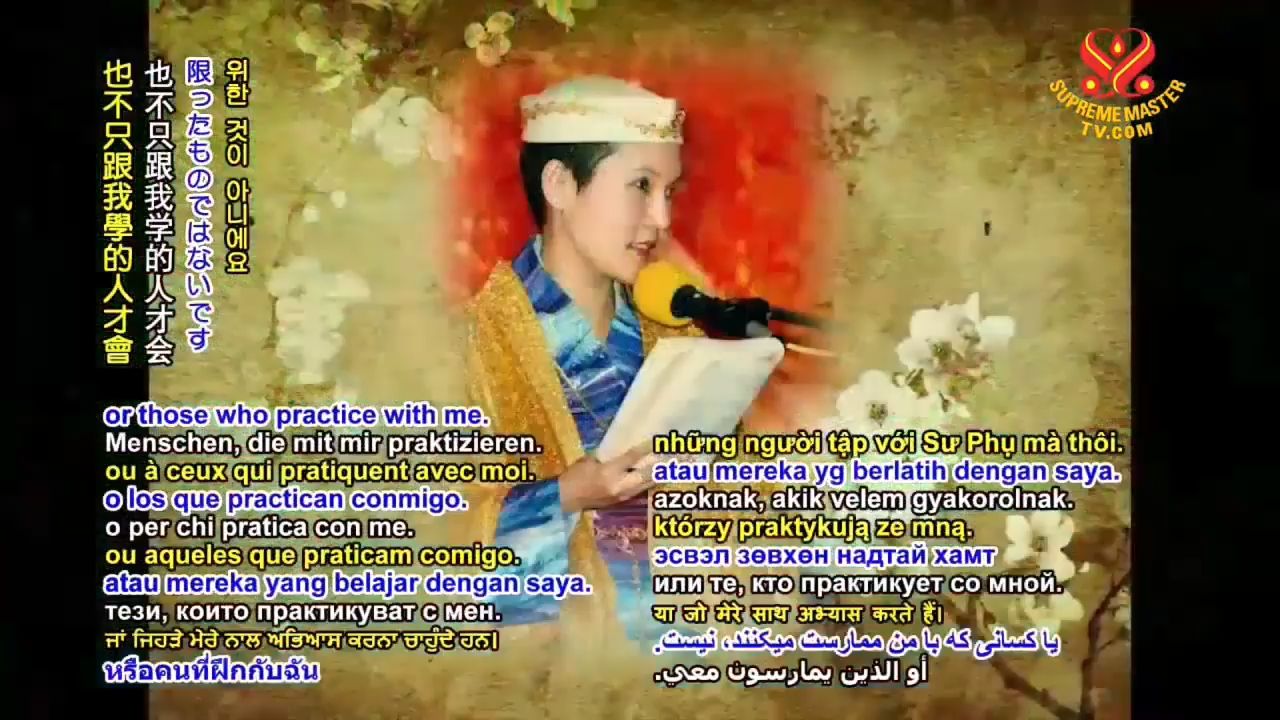 위한 것이 아니에요
限ったものではないです
也不只跟我学的人才会
也不只跟我學的人才會
SUPREME MASTER
TV.COM
or those who practice with me.
Menschen, die mit mir praktizieren.
ou à ceux qui pratiquent avec moi.
o los que practican conmigo.
o per chi pratica con me.
ou aqueles que praticam comigo.
atau mereka yang belajar dengan saya.
тези, които практикуват с мен.
ਜਾਂ ਜਿਹੜੇ ਮੇਰੇ ਨਾਲ ਅਭਿਆਸ ਕਰਨਾ ਚਾਹੁੰਦੇ ਹਨ।
หรือคนที่ฝึกกับฉัน
những người tập với Sư Phụ mà thôi.
atau mereka yg berlatih dengan saya.
azoknak, akik velem gyakorolnak.
którzy praktykują ze mną.
эсвэл зөвхөн надтай хамт
или те, кто практикует со мной.
या जो मेरे साथ अभ्यास करते हैं।
یا کسانی که با من ممارست میکنند، نیست.
أو الذين يمارسون معي.